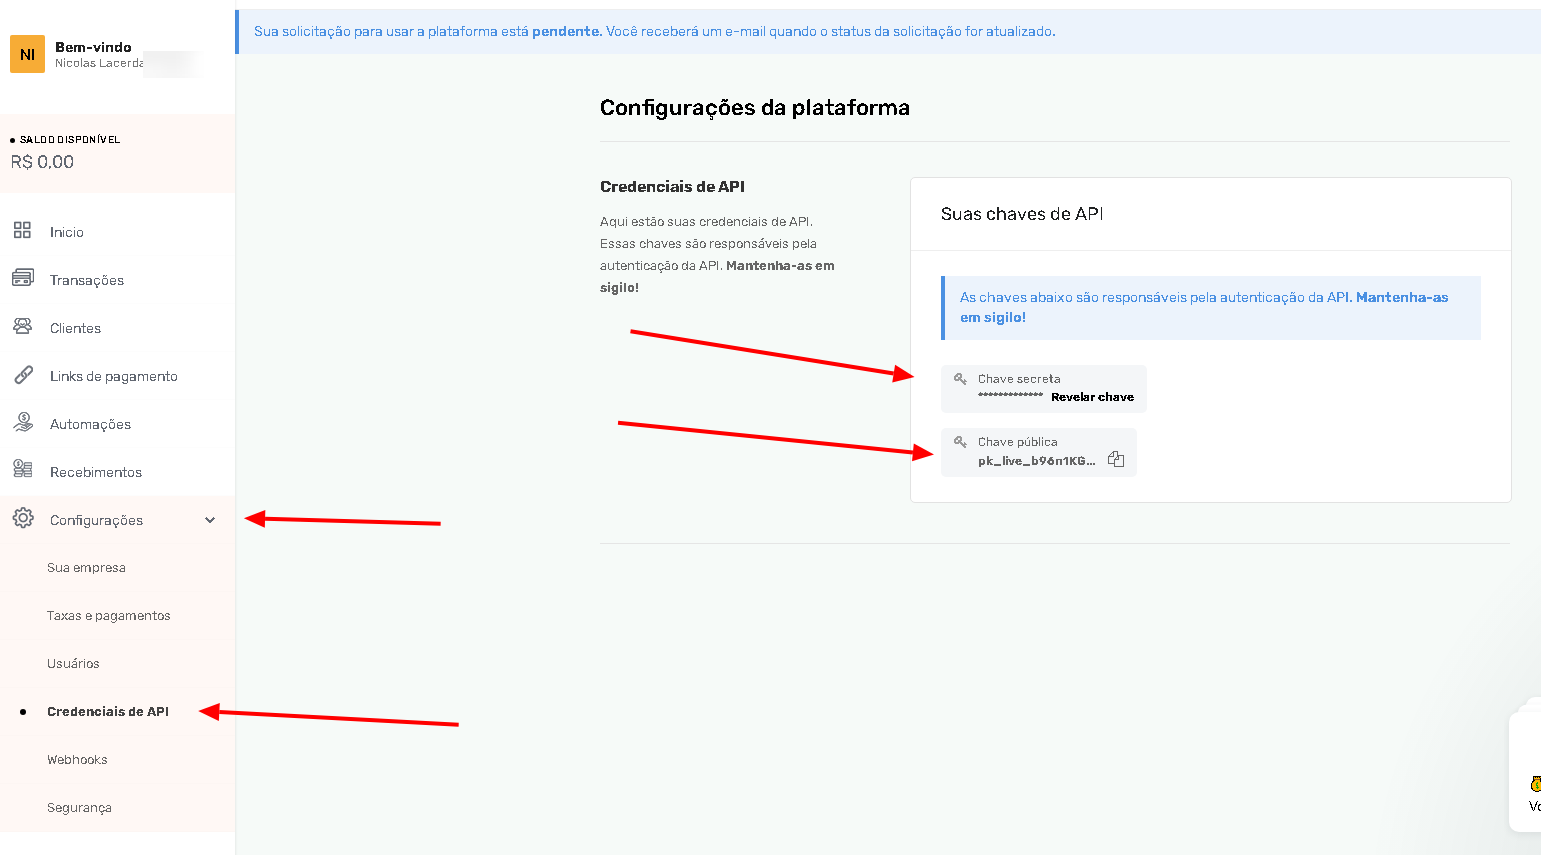 Sua solicitação para usar a plataforma está pendente. Você receberá um e-mail quando o status da solicitação for atualizado.
NI
Bem-vindo
Nicolas Lacerda
SALDO DISPONÍVEL
R$ 0,00
Inicio
Transações
Clientes
Links de pagamento
Automações
Recebimentos
Configurações
Sua empresa
Taxas e pagamentos
Usuários
Credenciais de API
Webhooks
Segurança
Configurações da plataforma
Credenciais de API
Aqui estão suas credenciais de API.
Essas chaves são responsáveis pela
autenticação da API. Mantenha-as em
sigilo!
Suas chaves de API
As chaves abaixo são responsáveis pela autenticação da API. Mantenha-as
em sigilo!
Chave secreta
************* Revelar chave
Chave pública
pk_live_b96n1KG...